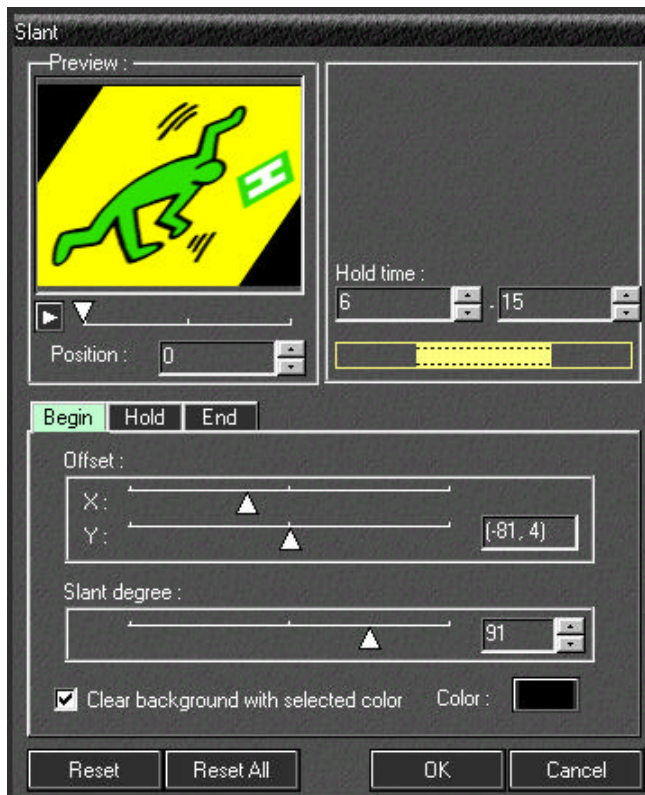 Slant
Preview :
H
Hold time :
6 . 15
Position : 0
Begin Hold End
Offset :
X :
Y :
(-81, 4)
Slant degree :
91
Clear background with selected color Color :
Reset Reset All OK Cancel